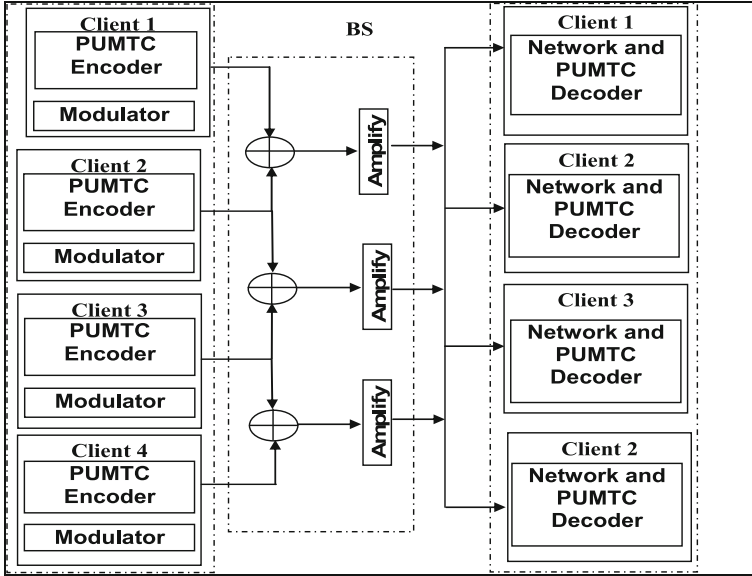 Client 1
PUMTC
Encoder
Modulator
Client 2
PUMTC
Encoder
Modulator
Client 3
PUMTC
Encoder
Modulator
Client 4
PUMTC
Encoder
Modulator
BS
Amplify
Amplify
Amplify
Client 1
Network and
PUMTC
Decoder
Client 2
Network and
PUMTC
Decoder
Client 3
Network and
PUMTC
Decoder
Client 2
Network and
PUMTC
Decoder